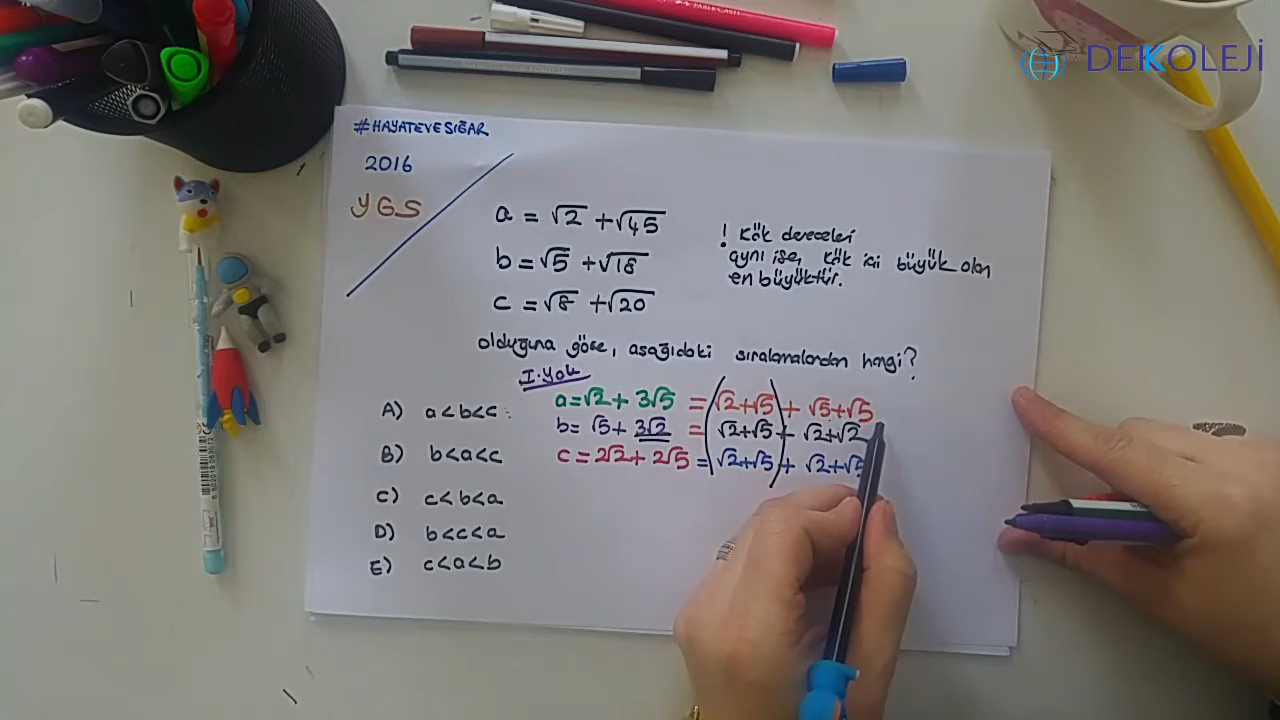 DEKOLEJİ
#HAYATEVESIĞAR
2016
YGS
a = √2 + √45
b = √5 + √18
c = √8 + √20
! Kök dereceleri
aynı ise, kök içi büyük olan
en büyüktür.
olduğuna göre, aşağıdaki sıralamalardan hangi?
I. yol
a = √2 + 3√5 = (√2+√5) + √5+√5
b = √5 + 3√2 = (√2+√5) + √2+√2
c = 2√2 + 2√5 = (√2+√5) + √2+√5
A) a<b<c
B) b<a<c
C) c<b<a
D) b<c<a
E) c<a<b